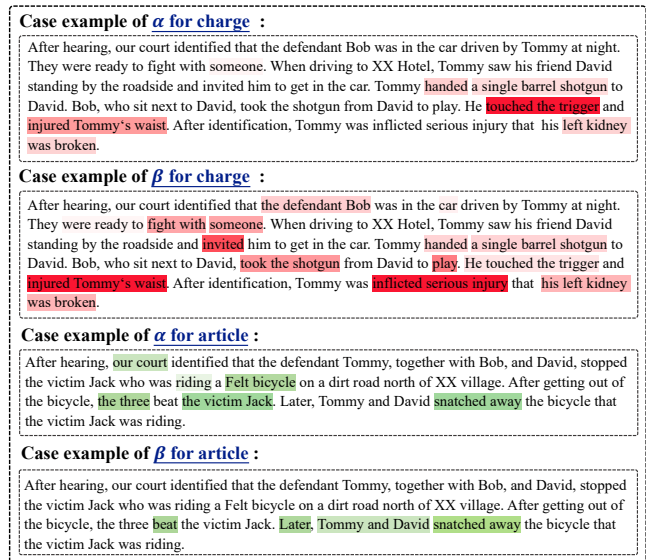 Case example of α for charge :
After hearing, our court identified that the defendant Bob was in the car driven by Tommy at night.
They were ready to fight with someone. When driving to XX Hotel, Tommy saw his friend David
standing by the roadside and invited him to get in the car. Tommy handed a single barrel shotgun to
David. Bob, who sit next to David, took the shotgun from David to play. He touched the trigger and
injured Tommy‘s waist. After identification, Tommy was inflicted serious injury that his left kidney
was broken.
Case example of β for charge :
After hearing, our court identified that the defendant Bob was in the car driven by Tommy at night.
They were ready to fight with someone. When driving to XX Hotel, Tommy saw his friend David
standing by the roadside and invited him to get in the car. Tommy handed a single barrel shotgun to
David. Bob, who sit next to David, took the shotgun from David to play. He touched the trigger and
injured Tommy‘s waist. After identification, Tommy was inflicted serious injury that his left kidney
was broken.
Case example of α for article :
After hearing, our court identified that the defendant Tommy, together with Bob, and David, stopped
the victim Jack who was riding a Felt bicycle on a dirt road north of XX village. After getting out of
the bicycle, the three beat the victim Jack. Later, Tommy and David snatched away the bicycle that
the victim Jack was riding.
Case example of β for article :
After hearing, our court identified that the defendant Tommy, together with Bob, and David, stopped
the victim Jack who was riding a Felt bicycle on a dirt road north of XX village. After getting out of
the bicycle, the three beat the victim Jack. Later, Tommy and David snatched away the bicycle that
the victim Jack was riding.